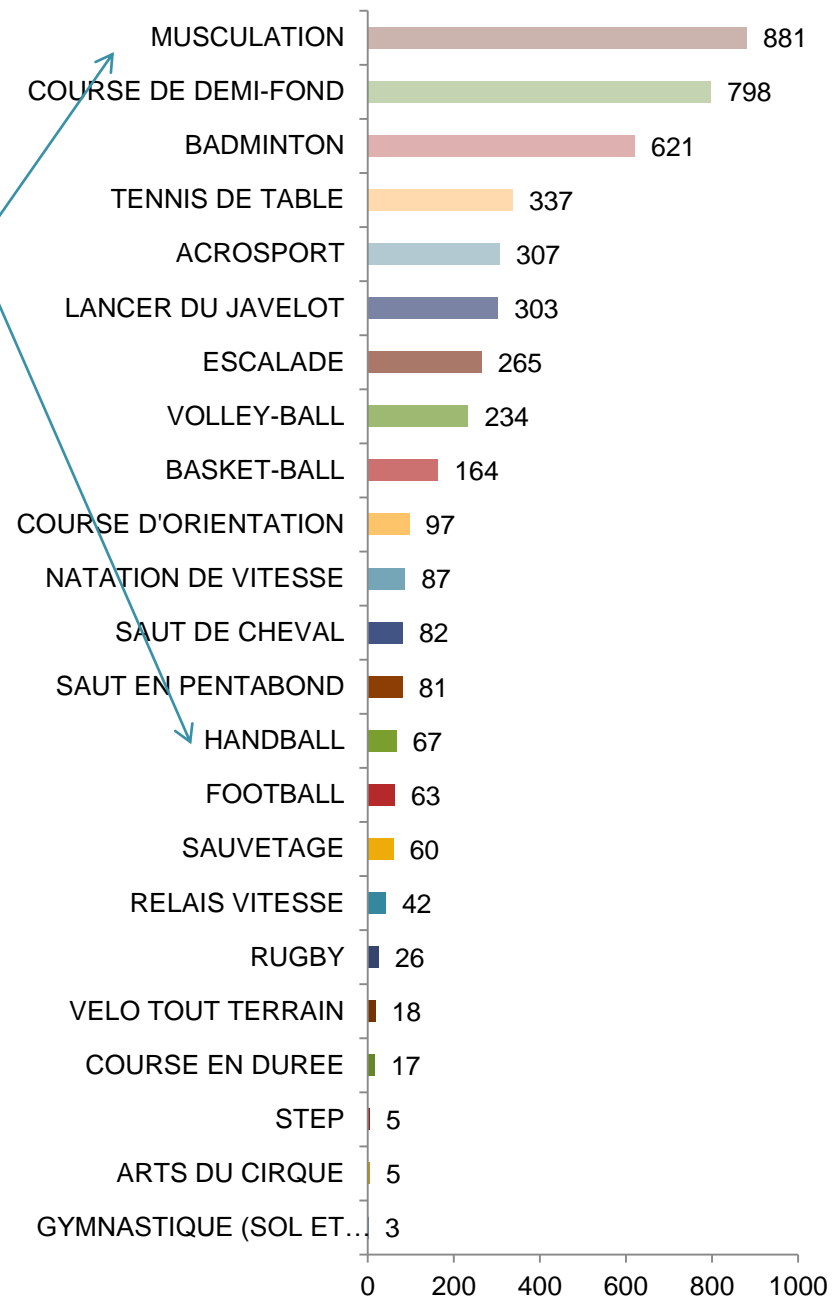 MUSCULATION 881
COURSE DE DEMI-FOND 798
BADMINTON 621
TENNIS DE TABLE 337
ACROSPORT 307
LANCER DU JAVELOT 303
ESCALADE 265
VOLLEY-BALL 234
BASKET-BALL 164
COURSE D'ORIENTATION 97
NATATION DE VITESSE 87
SAUT DE CHEVAL 82
SAUT EN PENTABOND 81
HANDBALL 67
FOOTBALL 63
SAUVETAGE 60
RELAIS VITESSE 42
RUGBY 26
VELO TOUT TERRAIN 18
COURSE EN DUREE 17
STEP 5
ARTS DU CIRQUE 5
GYMNASTIQUE (SOL ET… 3
0 200 400 600 800 1000